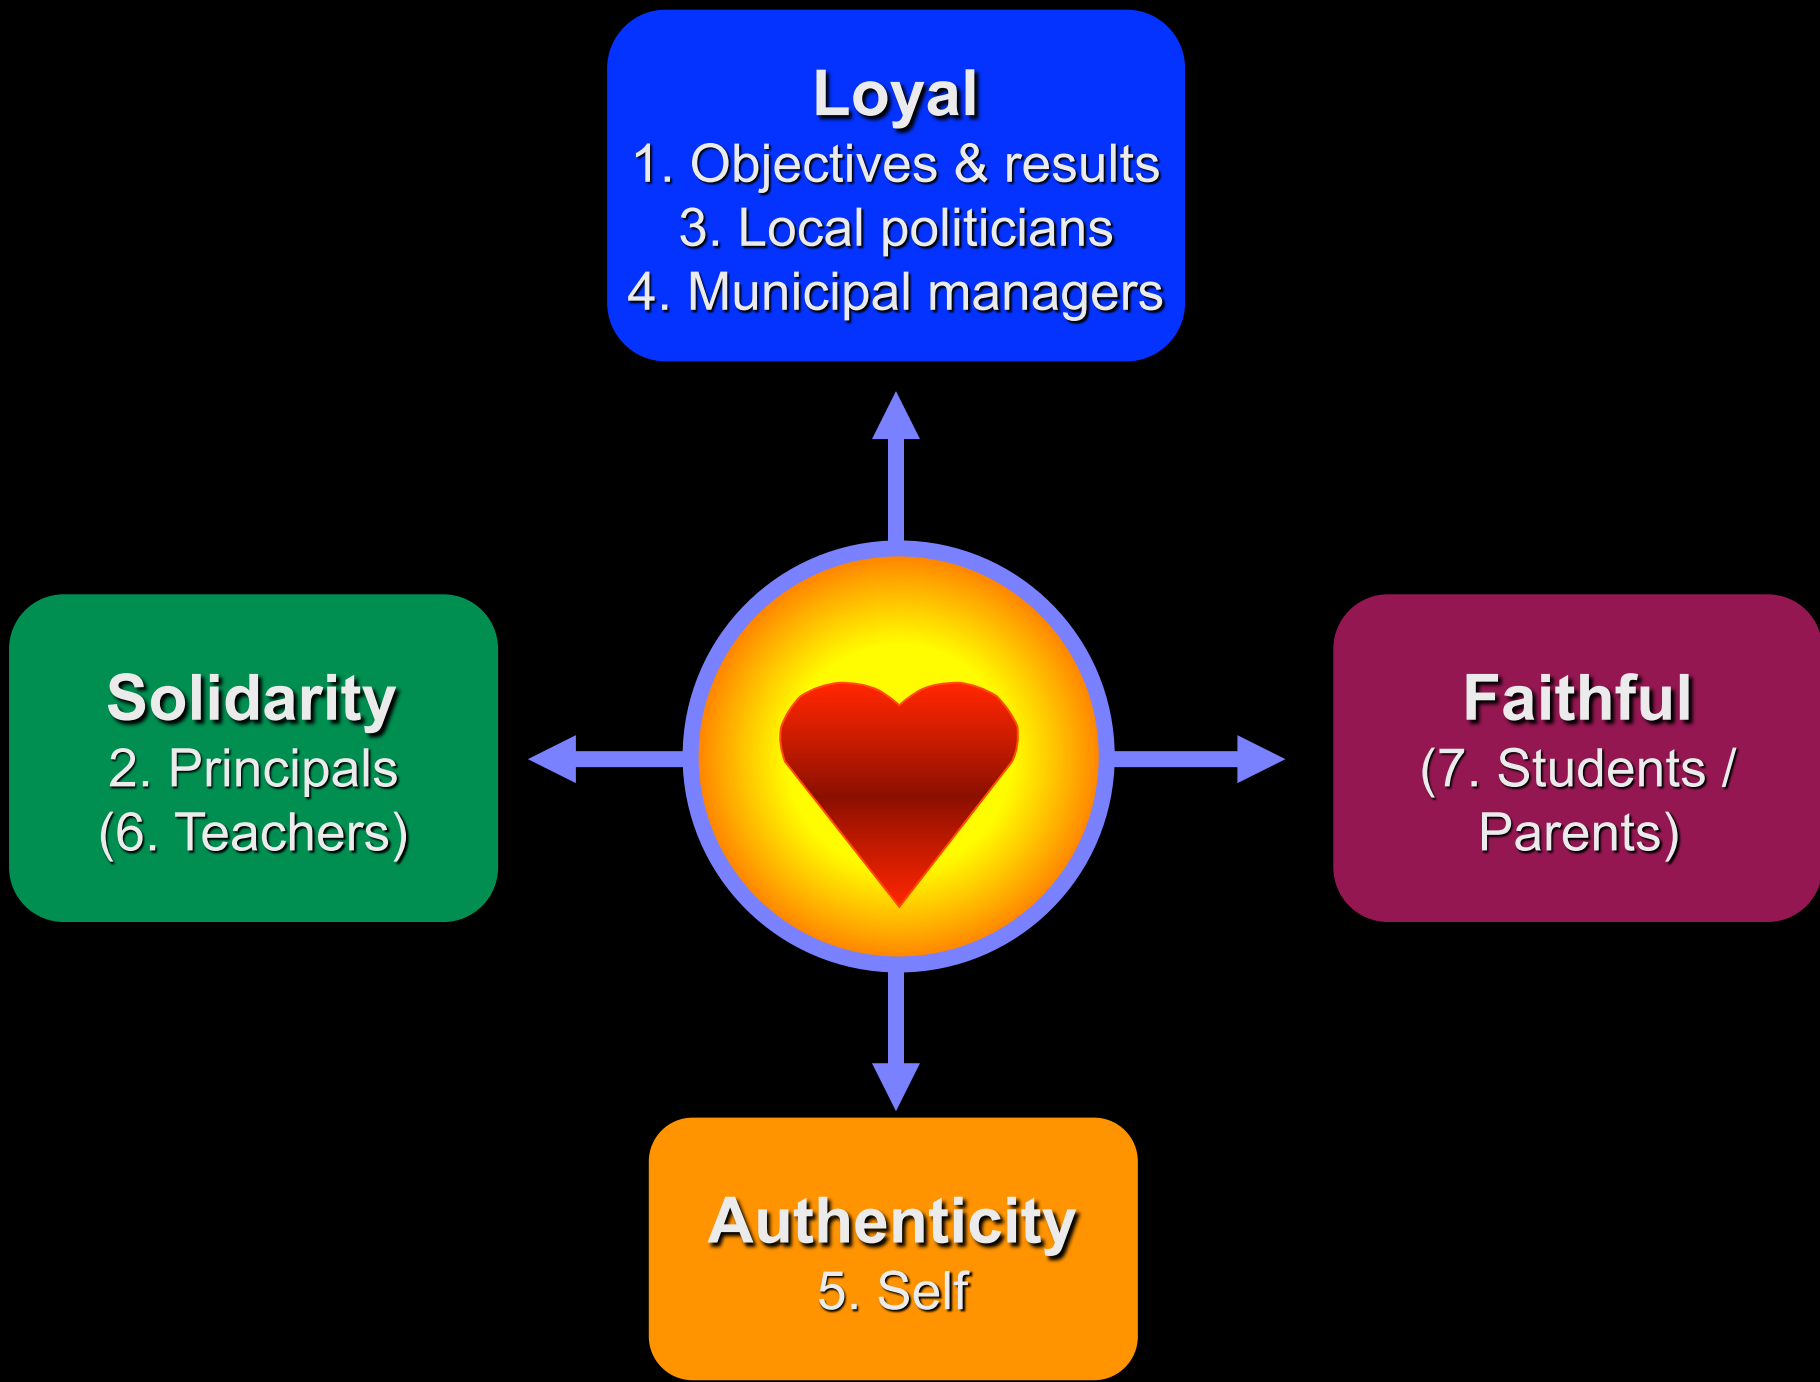 Loyal
1. Objectives & results
3. Local politicians
4. Municipal managers
Solidarity
2. Principals
(6. Teachers)
Faithful
(7. Students /
Parents)
Authenticity
5. Self